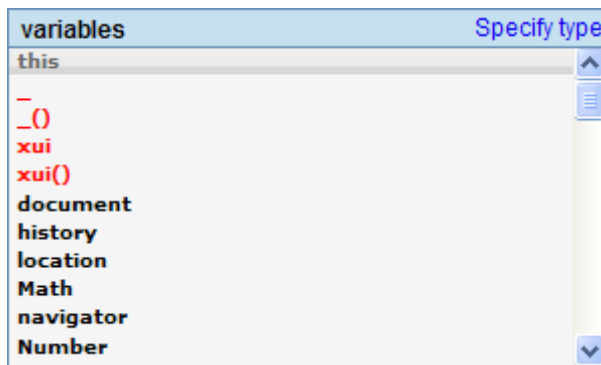 variables Specify type
this
_
_()
xui
xui()
document
history
location
Math
navigator
Number